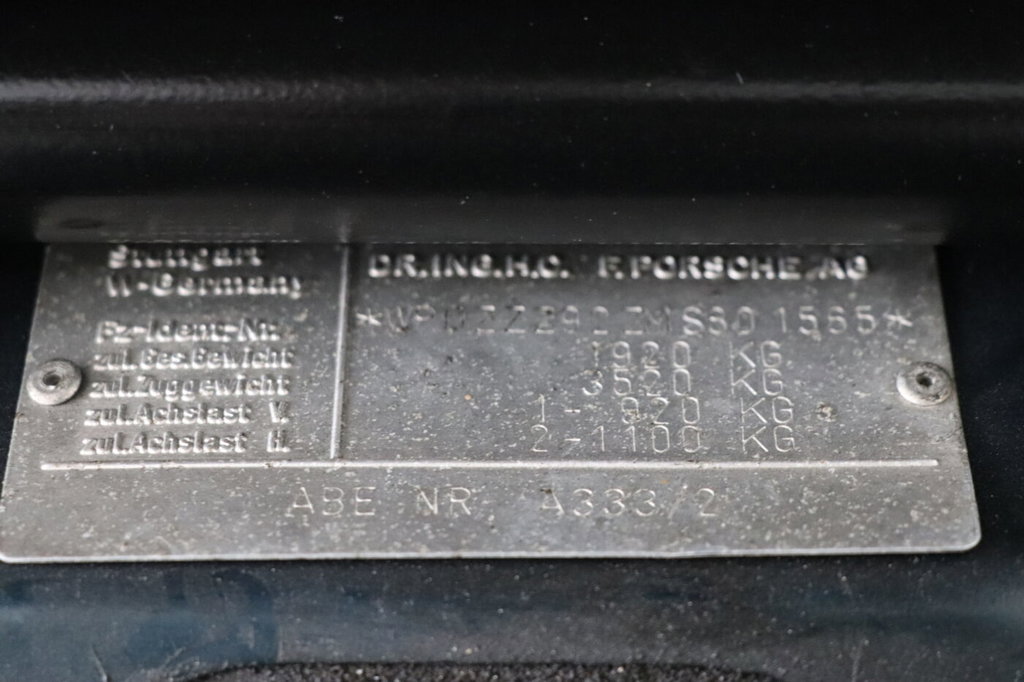 Stuttgart
W-Germany
DR.ING.H.C. F.PORSCHE AG
Fz-Ident-Nr. *WP0ZZZ92ZMS801565*
zul.Ges.Gewicht 1920 KG
zul.Zuggewicht 3520 KG
zul.Achslast V. 1- 920 KG
zul.Achslast H. 2-1100 KG
ABE NR A333/2